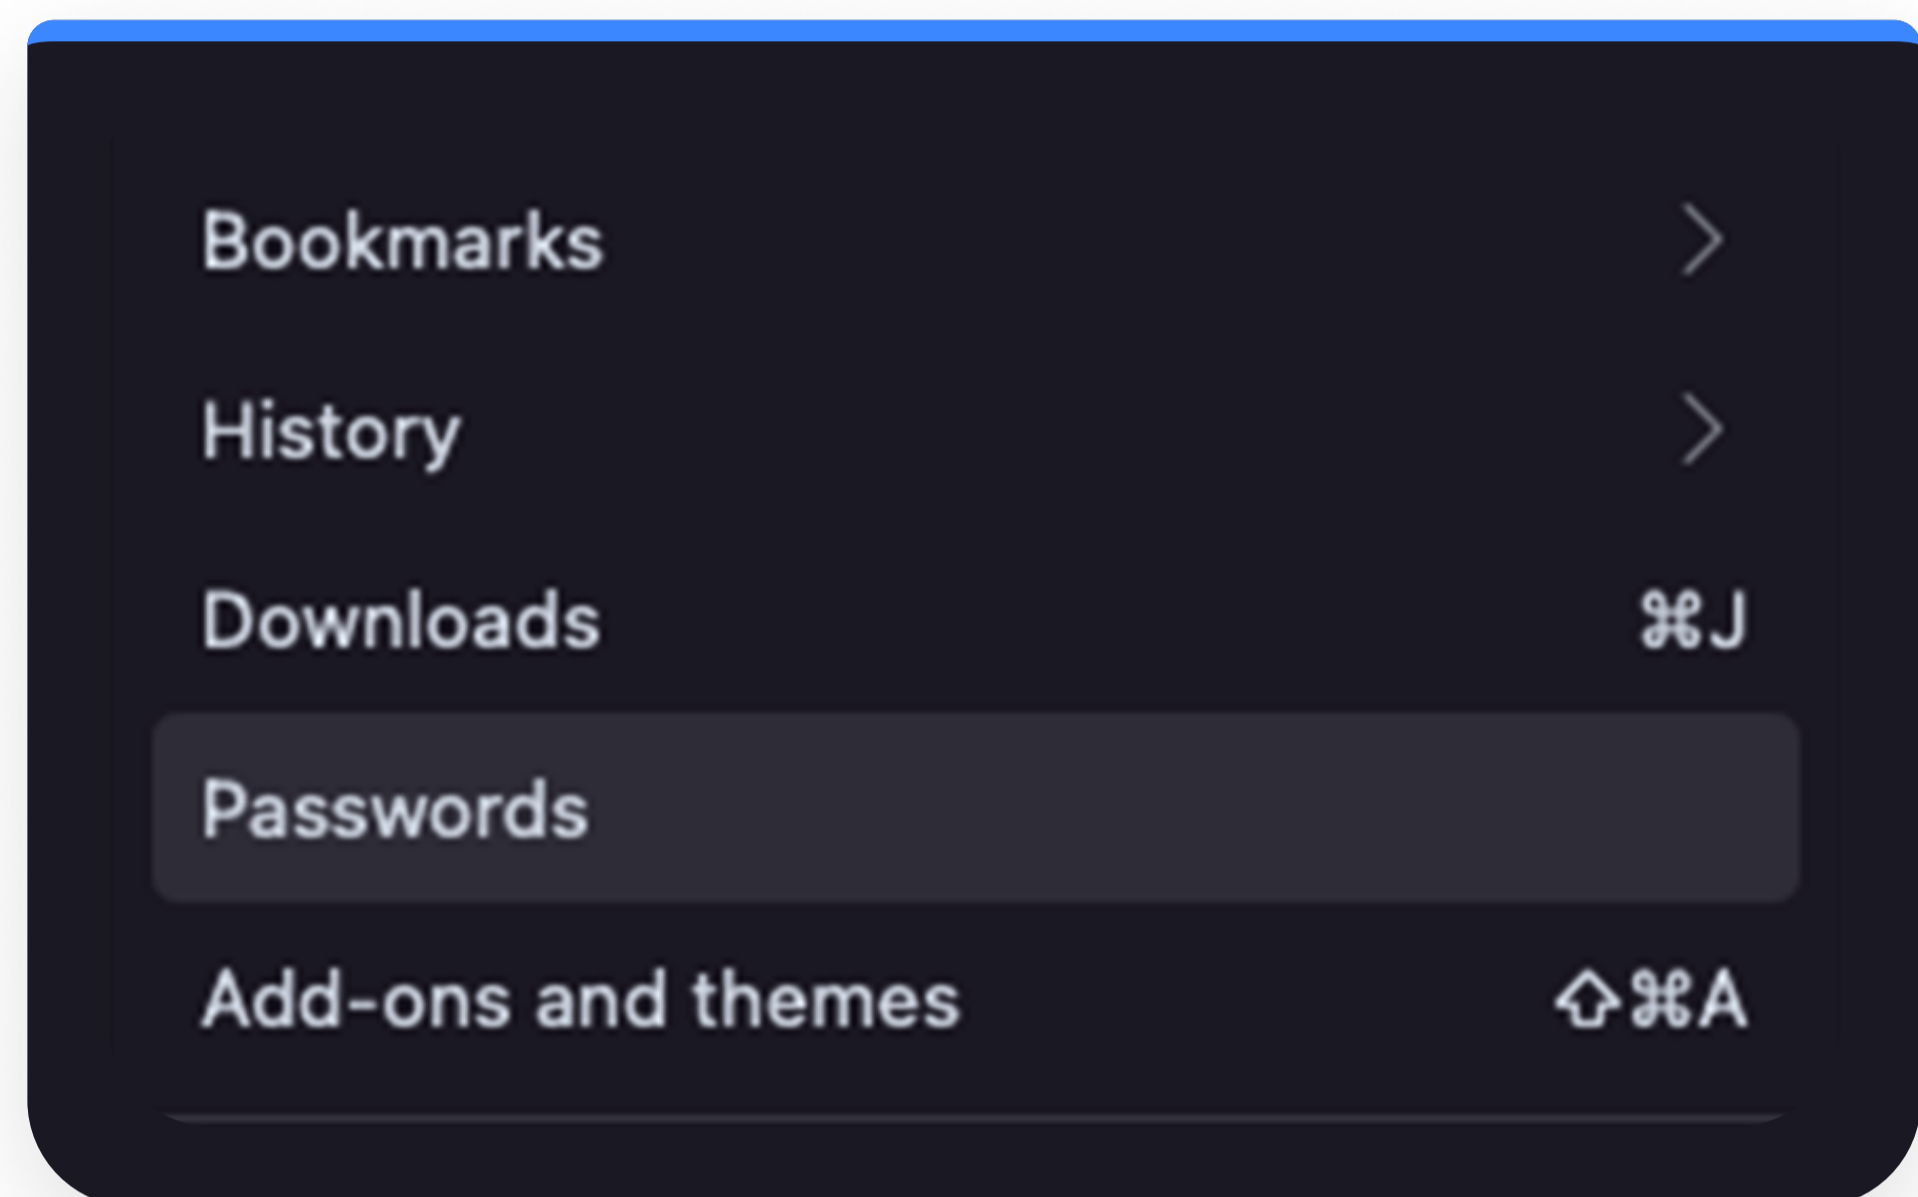 Bookmarks
History
Downloads ⌘J
Passwords
Add-ons and themes ⇧⌘A